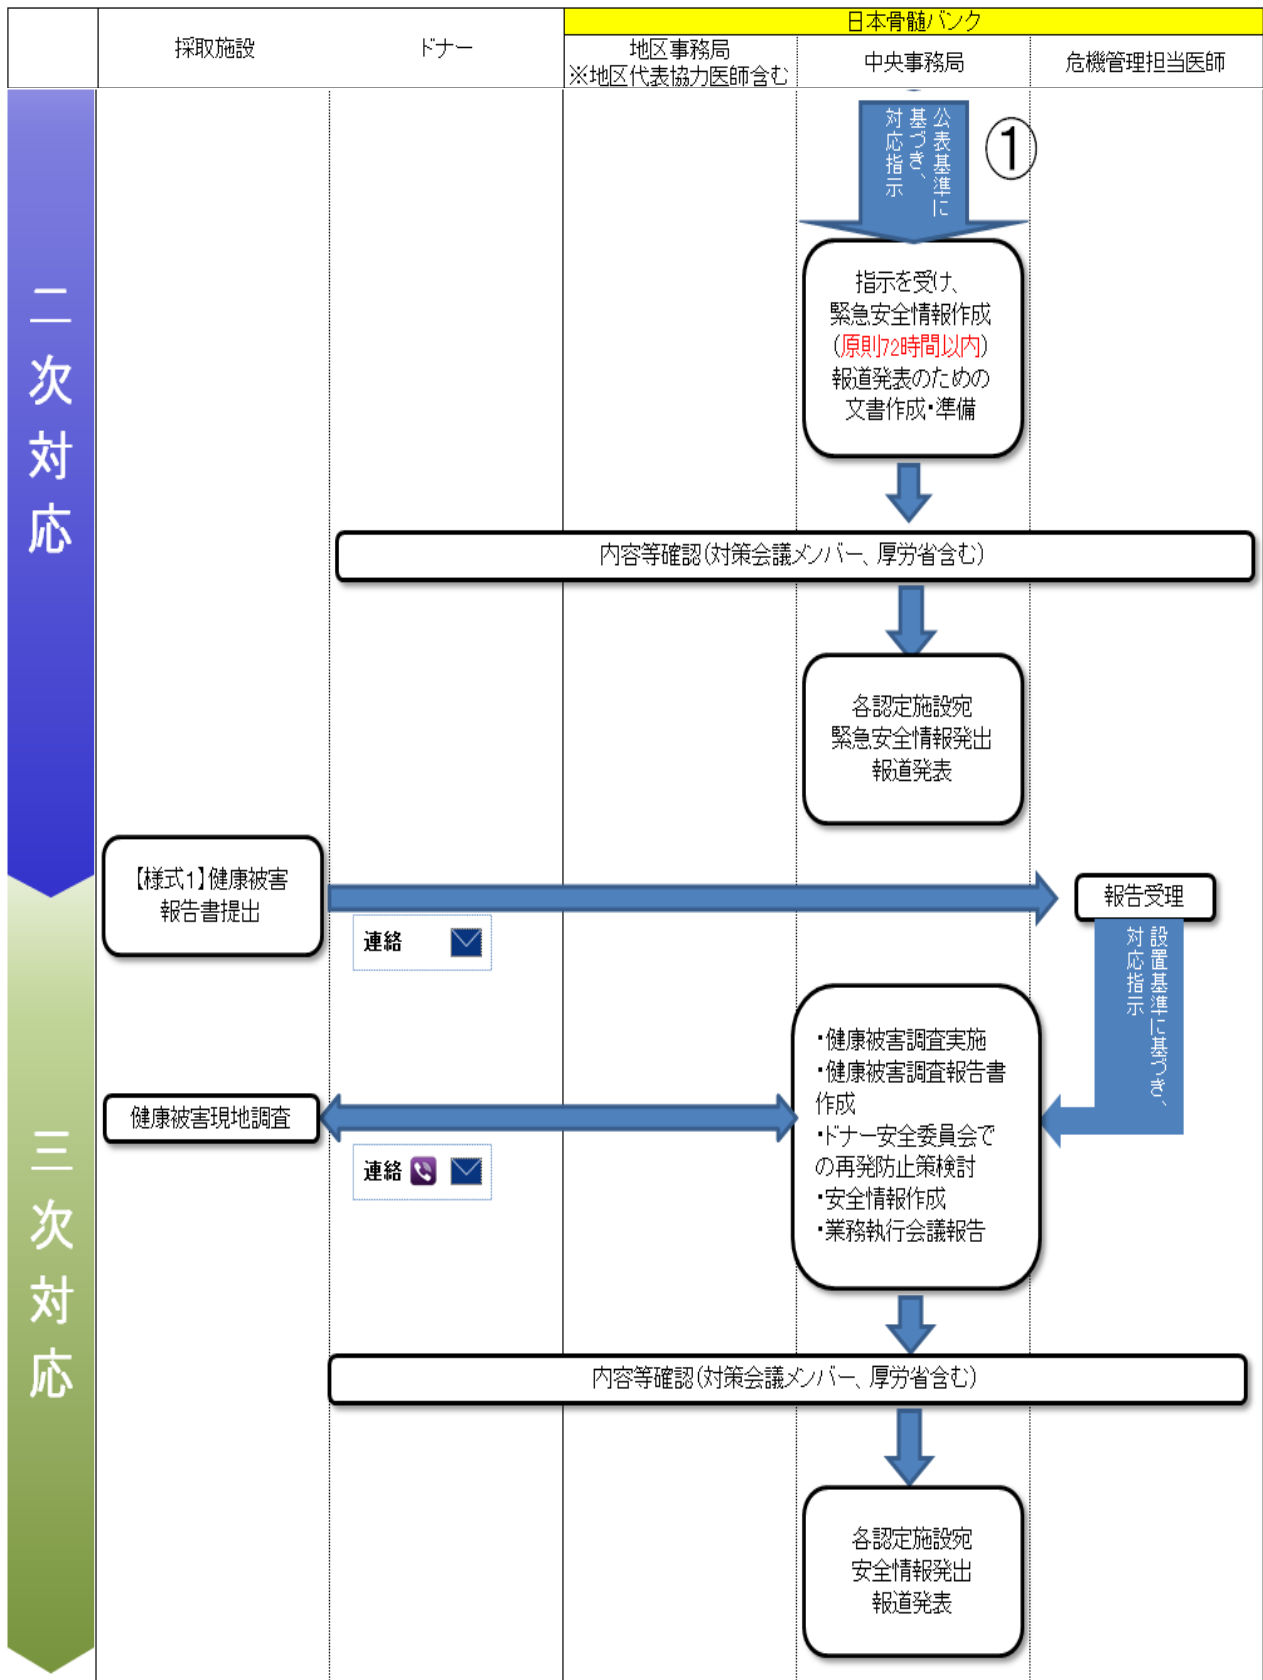 日本骨髄バンク
採取施設
ドナー
地区事務局
※地区代表協力医師含む
中央事務局
危機管理担当医師
二次対応
公表基準に
基づき、
対応指示
①
指示を受け、
緊急安全情報作成
(原則72時間以内)
報道発表のための
文書作成・準備
内容等確認(対策会議メンバー、厚労省含む)
各認定施設宛
緊急安全情報発出
報道発表
三次対応
【様式1】健康被害
報告書提出
連絡
報告受理
設置基準に基づき、
対応指示
・健康被害調査実施
・健康被害調査報告書
作成
・ドナー安全委員会で
の再発防止策検討
・安全情報作成
・業務執行会議報告
健康被害現地調査
連絡
内容等確認(対策会議メンバー、厚労省含む)
各認定施設宛
安全情報発出
報道発表